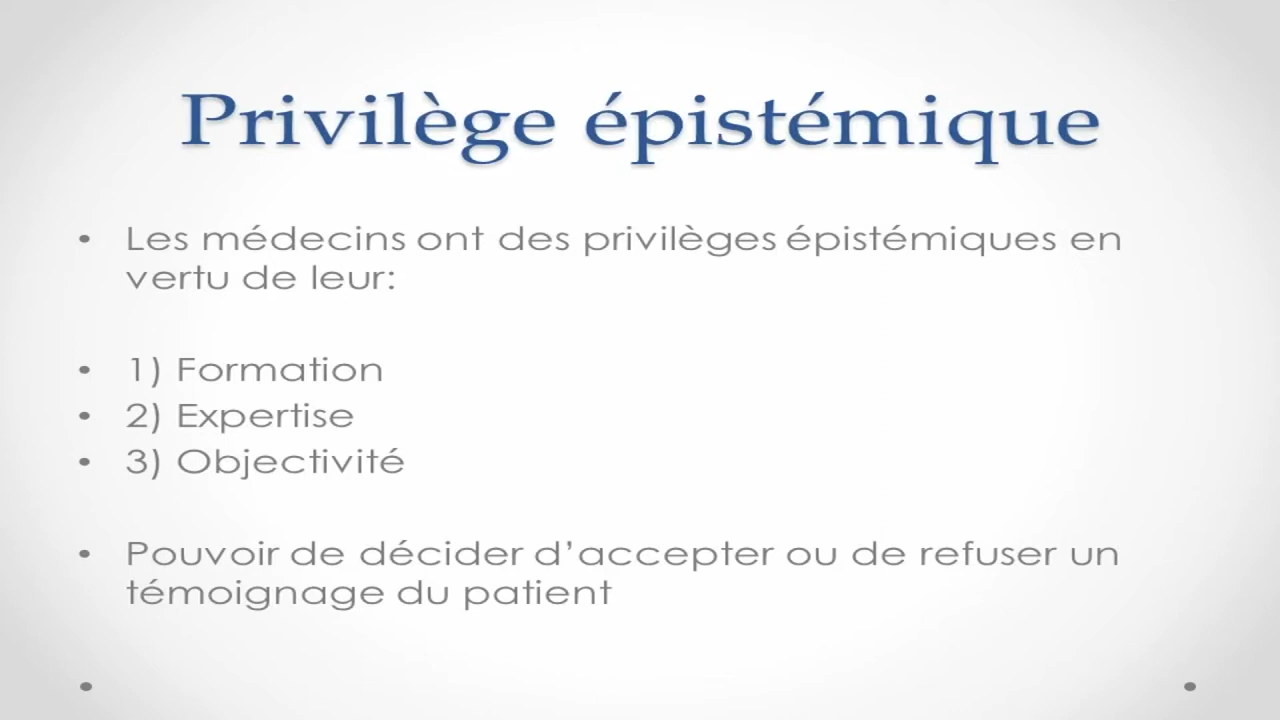 Privilège épistémique
• Les médecins ont des privilèges épistémiques en
vertu de leur:
• 1) Formation
• 2) Expertise
• 3) Objectivité
• Pouvoir de décider d’accepter ou de refuser un
témoignage du patient